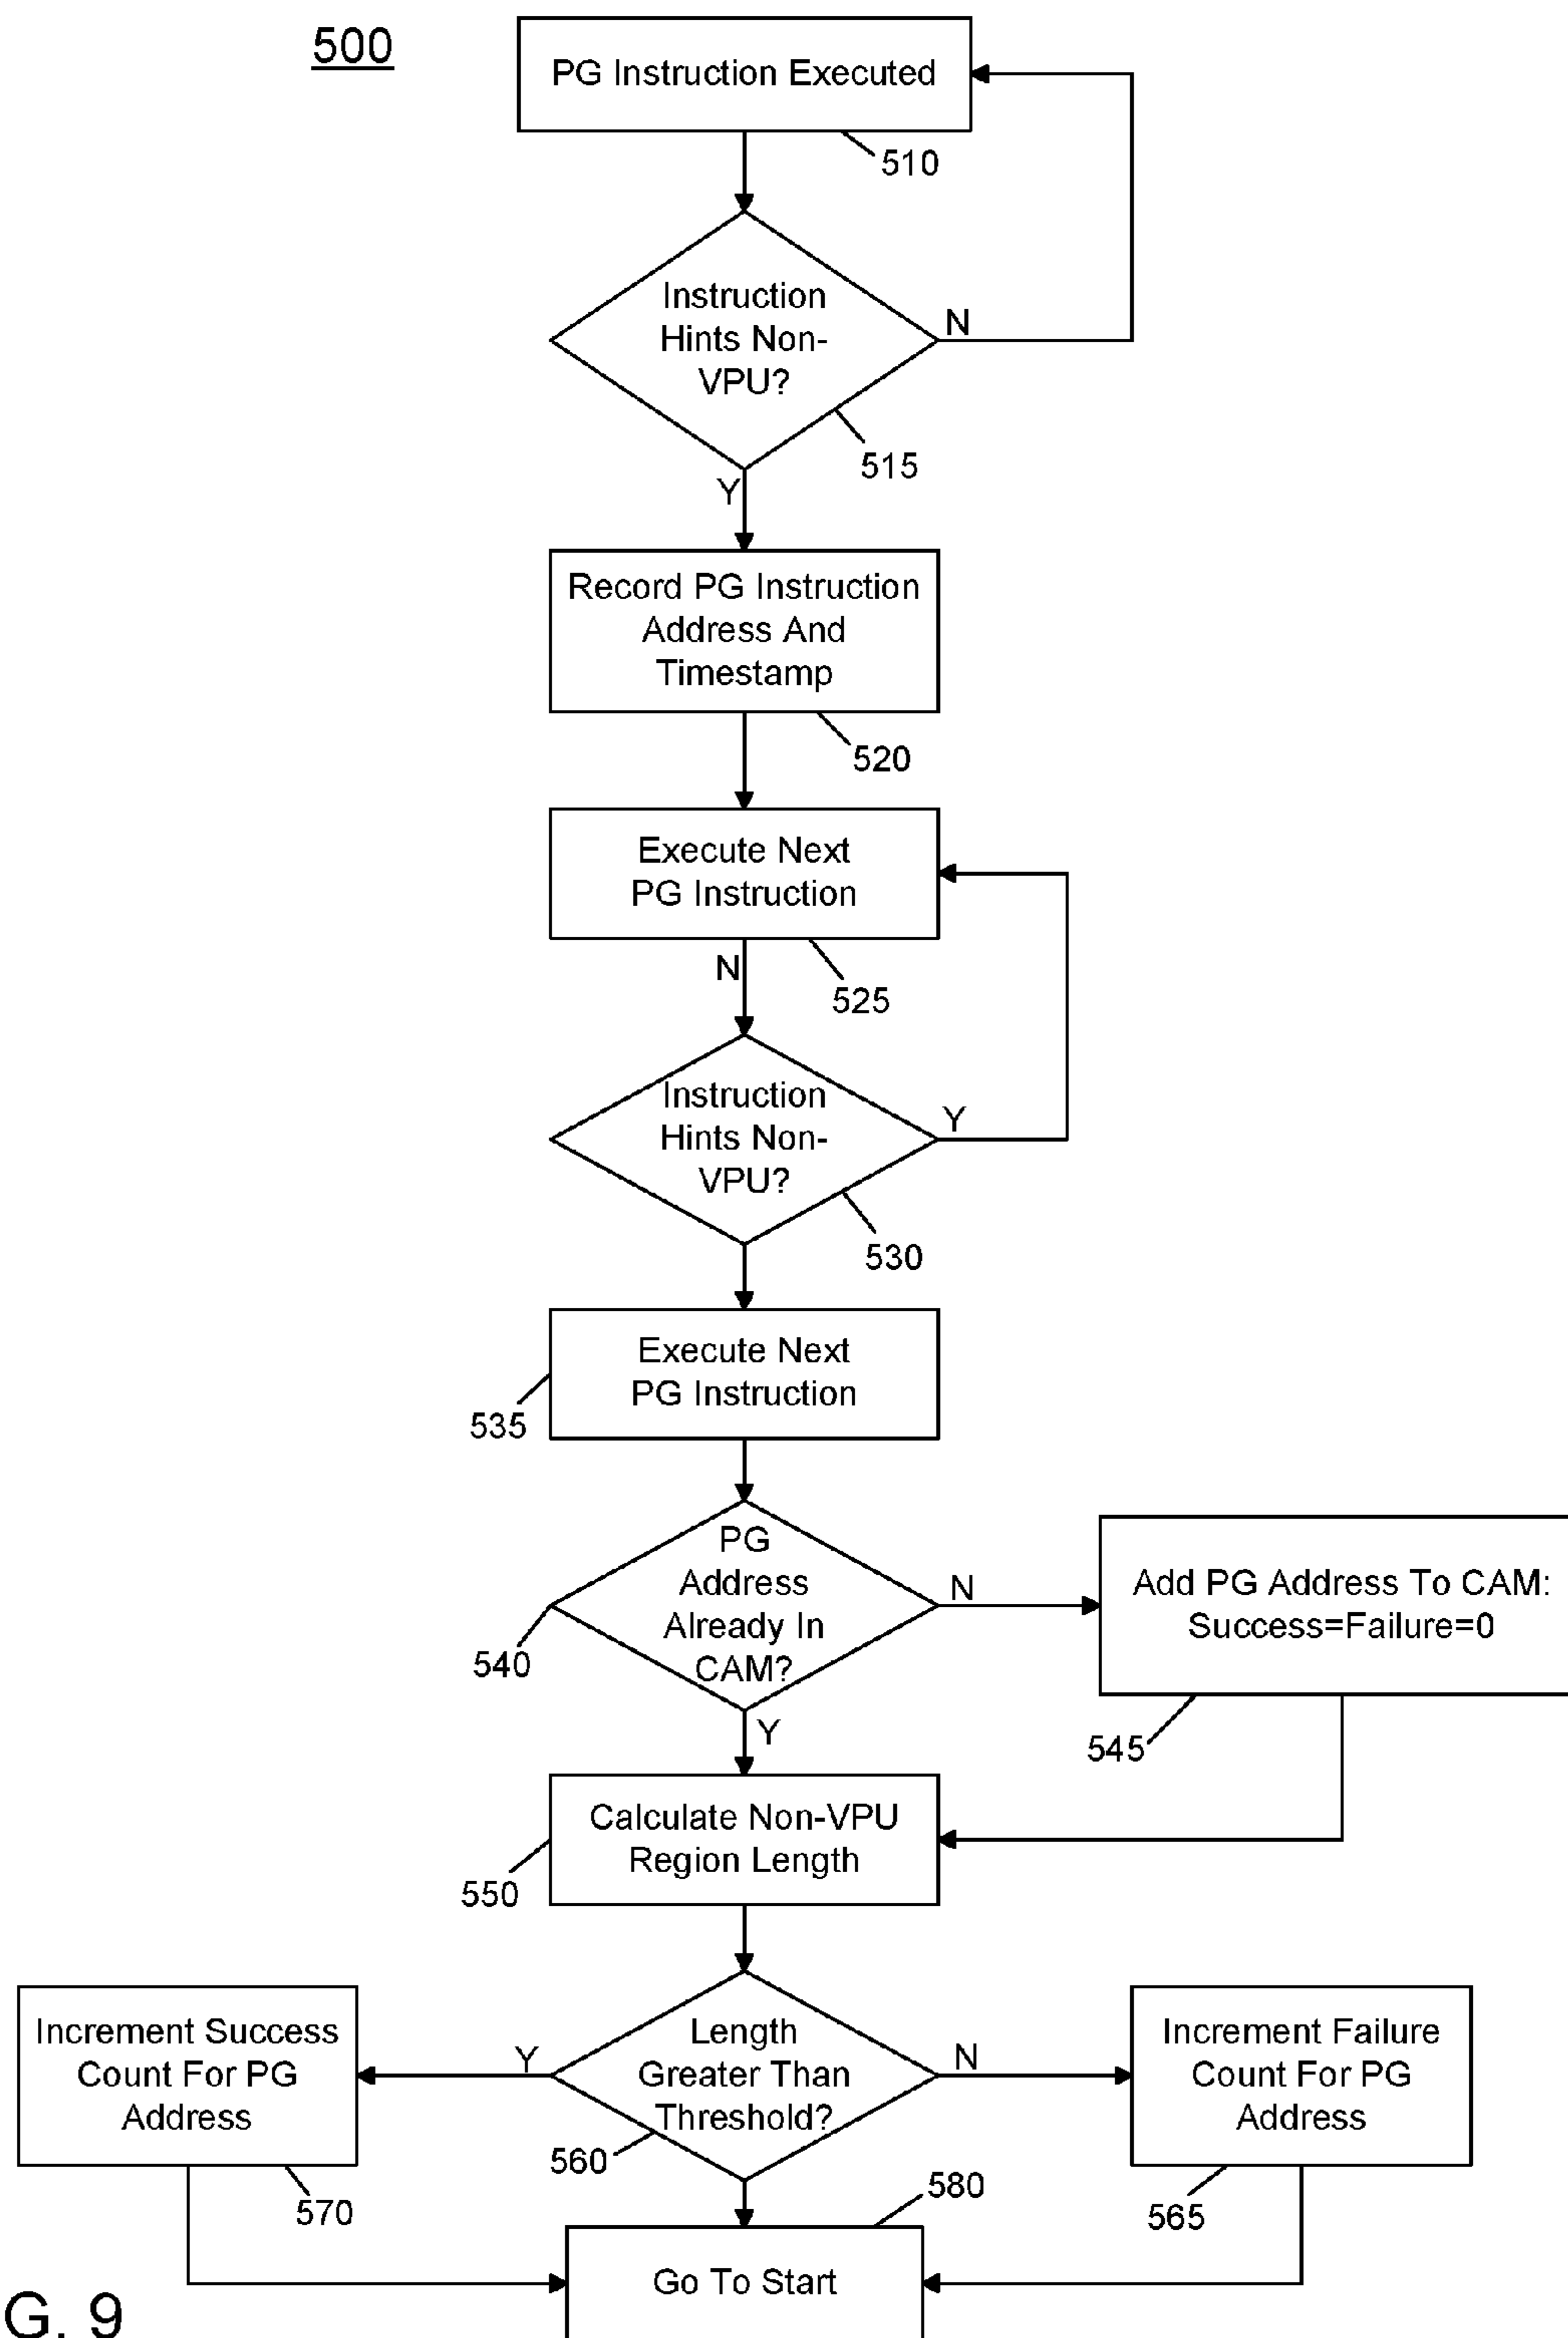 500
PG Instruction Executed
510
Instruction
Hints Non-
VPU?
N
515
Y
Record PG Instruction
Address And
Timestamp
520
Execute Next
PG Instruction
N
525
Instruction
Hints Non-
VPU?
Y
530
Execute Next
PG Instruction
535
PG
Address
Already In
CAM?
N
540
Add PG Address To CAM:
Success=Failure=0
545
Y
Calculate Non-VPU
Region Length
550
Increment Success
Count For PG
Address
570
Y
Length
Greater Than
Threshold?
560
N
Increment Failure
Count For PG
Address
565
580
Go To Start
G. 9